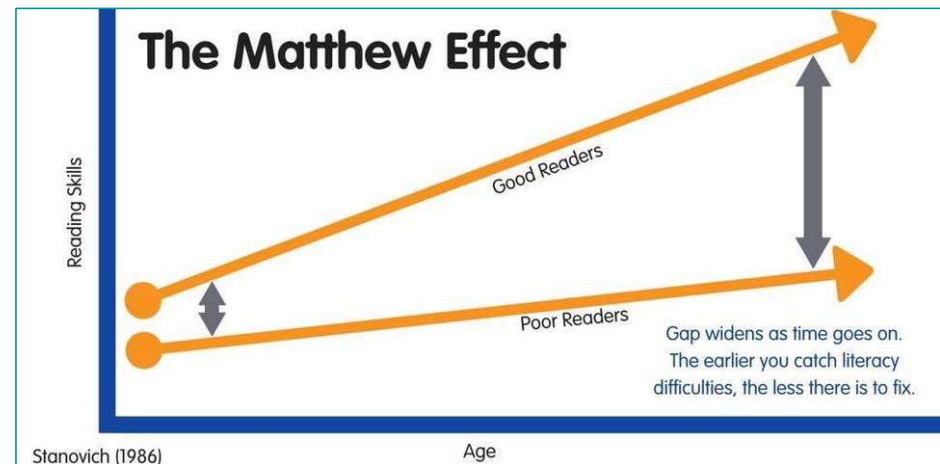 The Matthew Effect
Reading Skills
Good Readers
Poor Readers
Gap widens as time goes on.
The earlier you catch literacy
difficulties, the less there is to fix.
Stanovich (1986)
Age